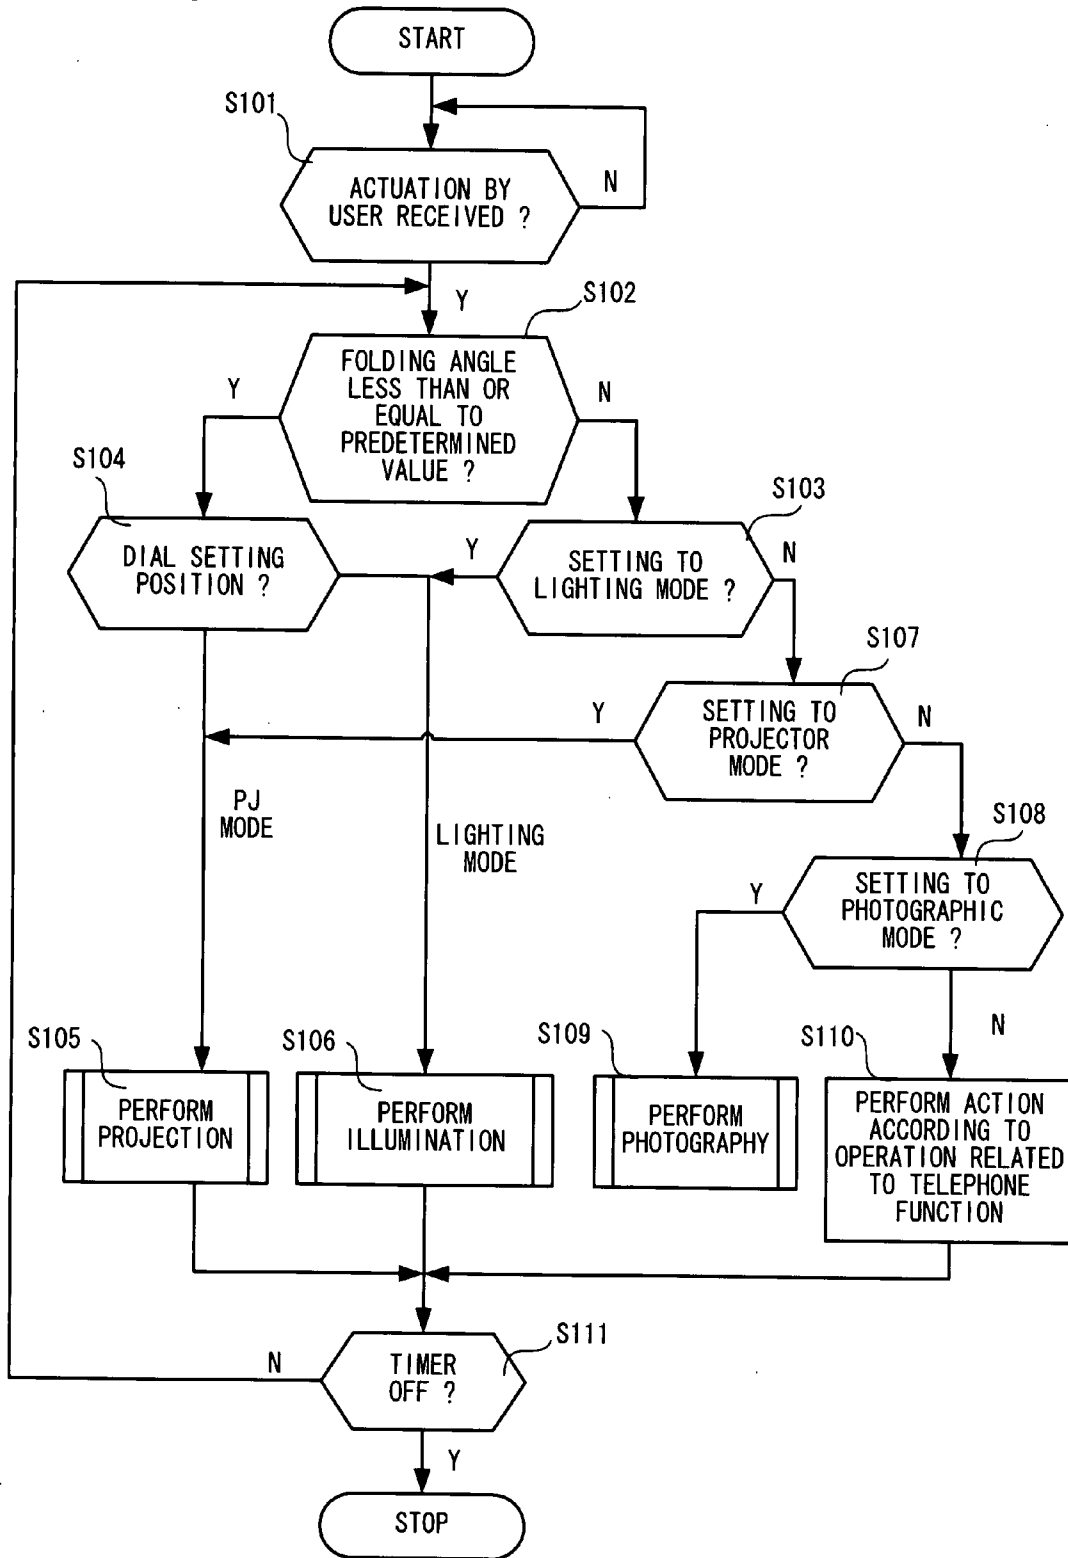 START
S101
ACTUATION BY
USER RECEIVED ?
N
Y
S102
FOLDING ANGLE
LESS THAN OR
EQUAL TO
PREDETERMINED
VALUE ?
Y
N
S104
DIAL SETTING
POSITION ?
S103
SETTING TO
LIGHTING MODE ?
Y
N
S107
SETTING TO
PROJECTOR
MODE ?
Y
N
PJ
MODE
LIGHTING
MODE
S108
SETTING TO
PHOTOGRAPHIC
MODE ?
Y
N
S105
PERFORM
PROJECTION
S106
PERFORM
ILLUMINATION
S109
PERFORM
PHOTOGRAPHY
S110
PERFORM ACTION
ACCORDING TO
OPERATION RELATED
TO TELEPHONE
FUNCTION
S111
TIMER
OFF ?
N
Y
STOP